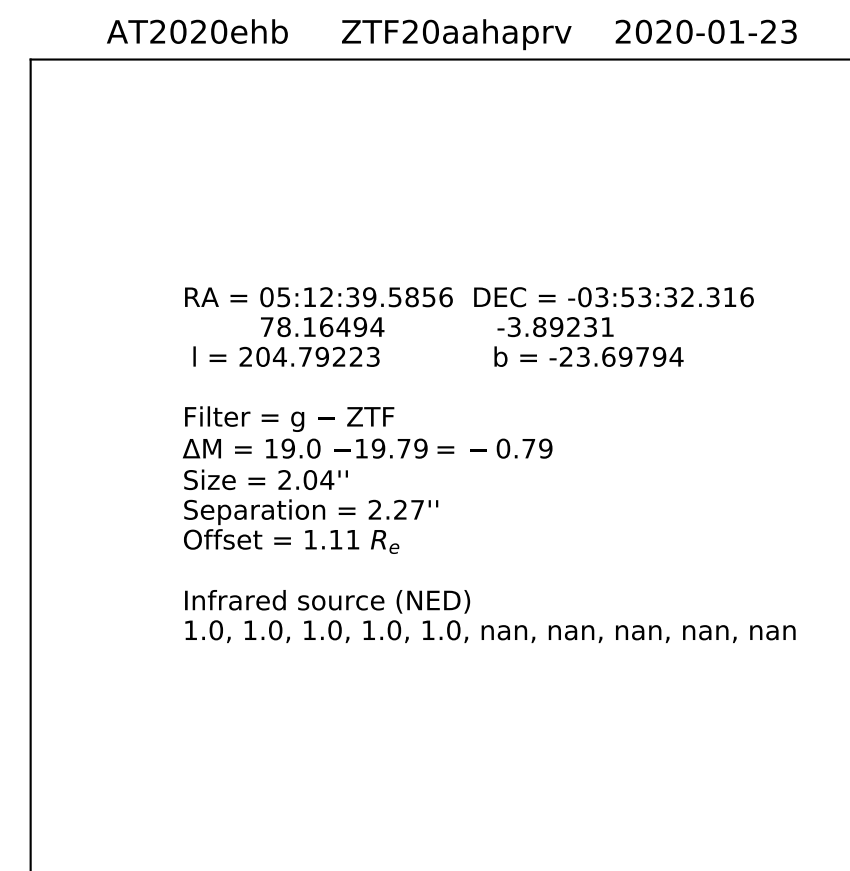 AT2020ehb ZTF20aahaprv 2020-01-23
RA = 05:12:39.5856 DEC = -03:53:32.316
78.16494 -3.89231
l = 204.79223 b = -23.69794
Filter = g − ZTF
ΔM = 19.0 −19.79 = − 0.79
Size = 2.04''
Separation = 2.27''
Offset = 1.11 Re
Infrared source (NED)
1.0, 1.0, 1.0, 1.0, 1.0, nan, nan, nan, nan, nan